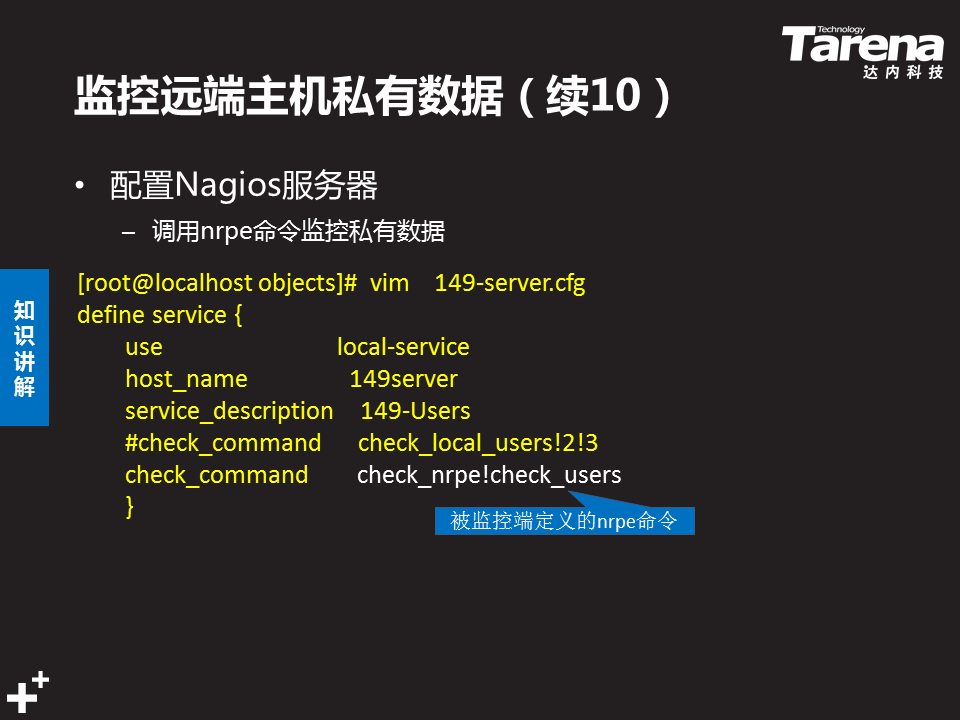 Technology
Tarena
达内科技
监控远端主机私有数据（续10）
• 配置Nagios服务器
– 调用nrpe命令监控私有数据
[root@localhost objects]# vim 149-server.cfg
define service {
use local-service
host_name 149server
service_description 149-Users
#check_command check_local_users!2!3
check_command check_nrpe!check_users
}
被监控端定义的nrpe命令
知识讲解